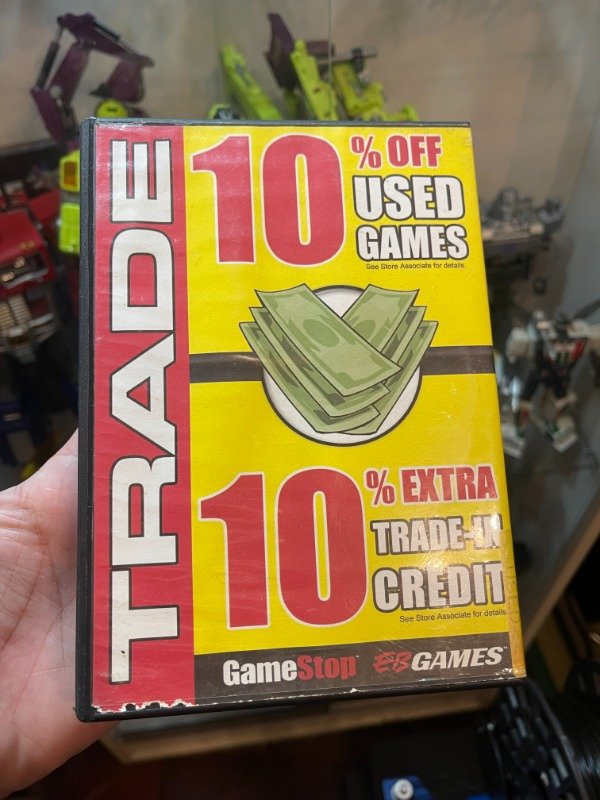 TRADE
10% OFF
USED
GAMES
See Store Associate for details.
10% EXTRA
TRADE-IN
CREDIT
See Store Associate for details
GameStop EB GAMES™